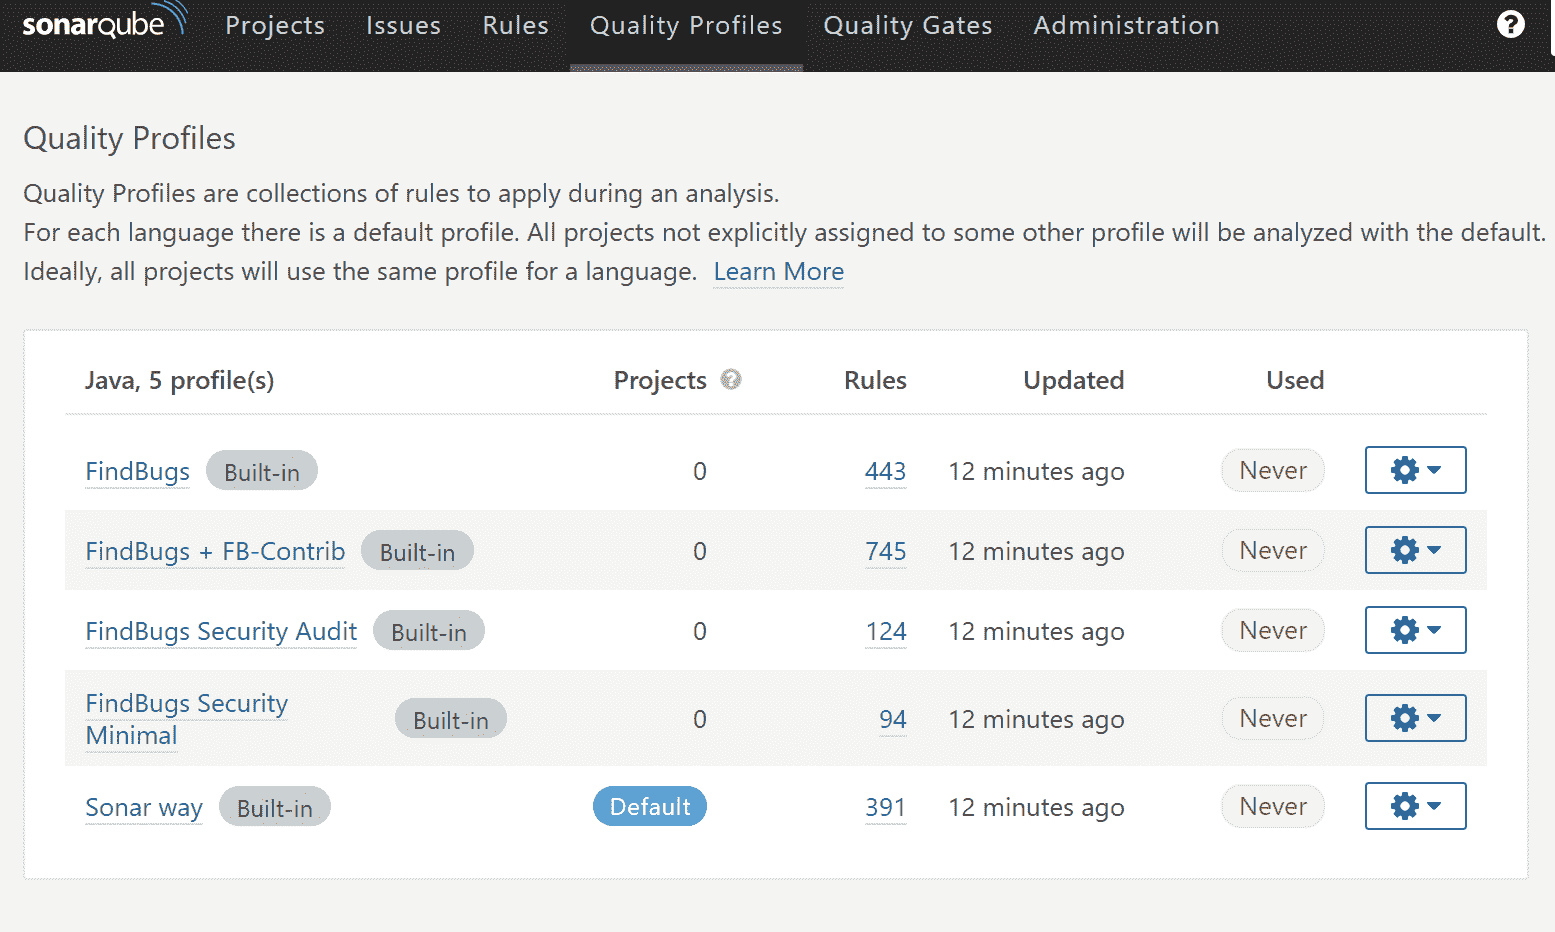 sonarqube Projects Issues Rules Quality Profiles Quality Gates Administration ?
Quality Profiles
Quality Profiles are collections of rules to apply during an analysis.
For each language there is a default profile. All projects not explicitly assigned to some other profile will be analyzed with the default.
Ideally, all projects will use the same profile for a language. Learn More
Java, 5 profile(s) Projects ? Rules Updated Used
FindBugs Built-in 0 443 12 minutes ago Never
FindBugs + FB-Contrib Built-in 0 745 12 minutes ago Never
FindBugs Security Audit Built-in 0 124 12 minutes ago Never
FindBugs Security
Minimal Built-in 0 94 12 minutes ago Never
Sonar way Built-in Default 391 12 minutes ago Never